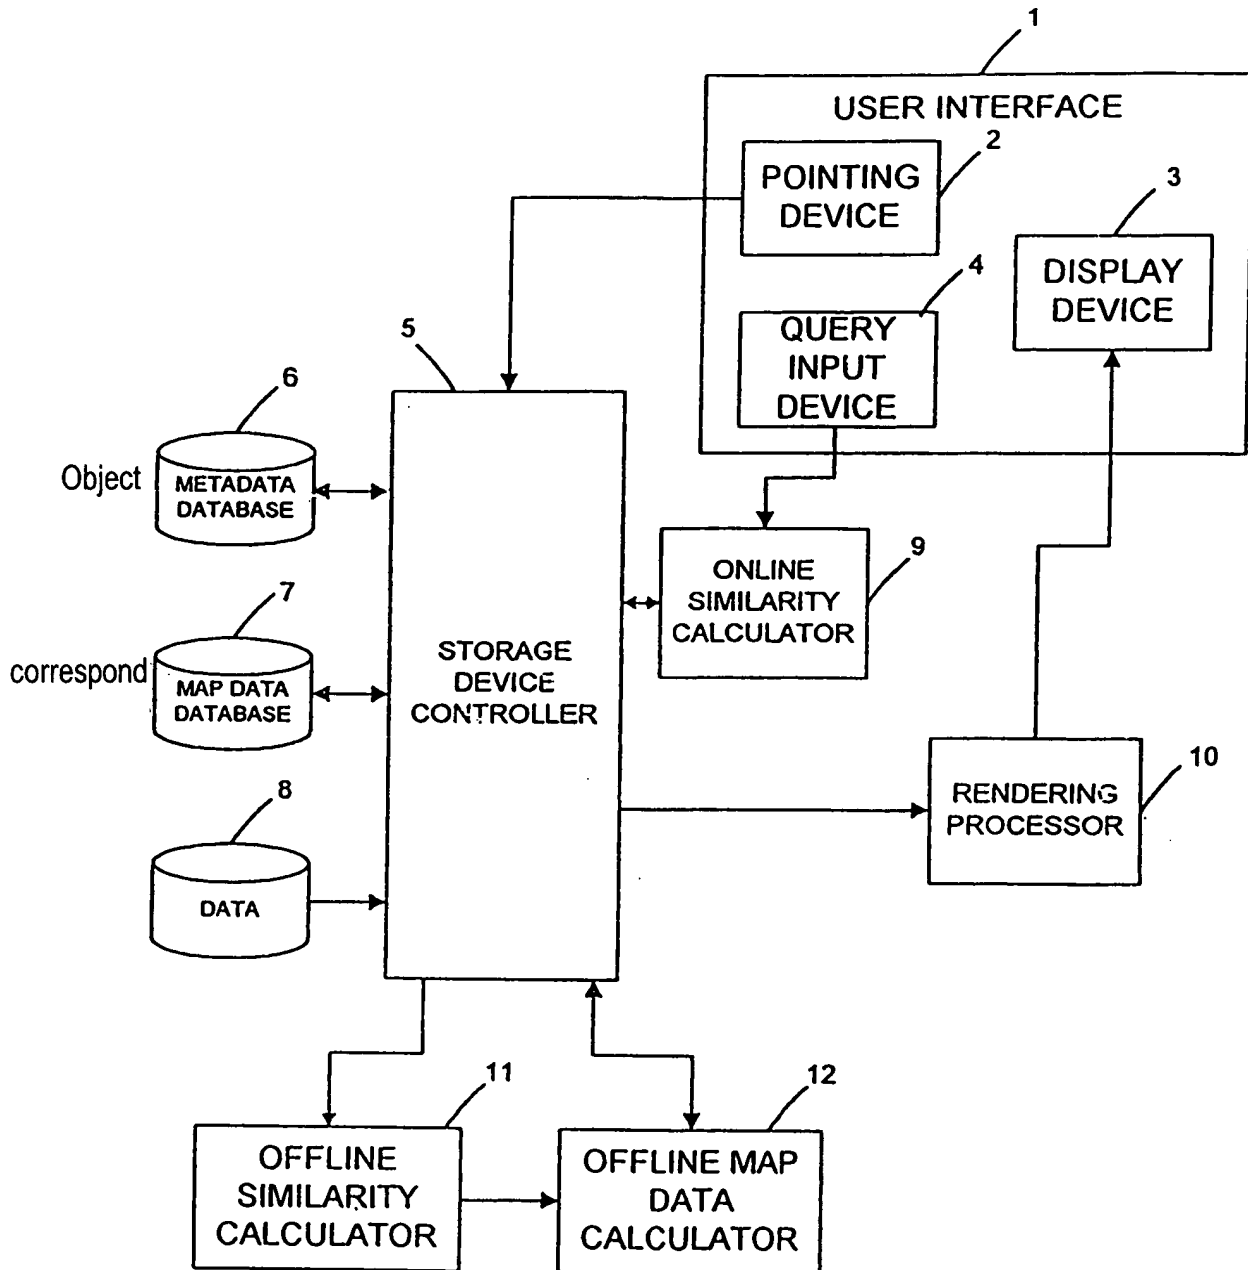 1
USER INTERFACE
2
POINTING
DEVICE
3
DISPLAY
DEVICE
4
QUERY
INPUT
DEVICE
5
STORAGE
DEVICE
CONTROLLER
6
Object
METADATA
DATABASE
7
correspond
MAP DATA
DATABASE
8
DATA
9
ONLINE
SIMILARITY
CALCULATOR
10
RENDERING
PROCESSOR
11
OFFLINE
SIMILARITY
CALCULATOR
12
OFFLINE MAP
DATA
CALCULATOR